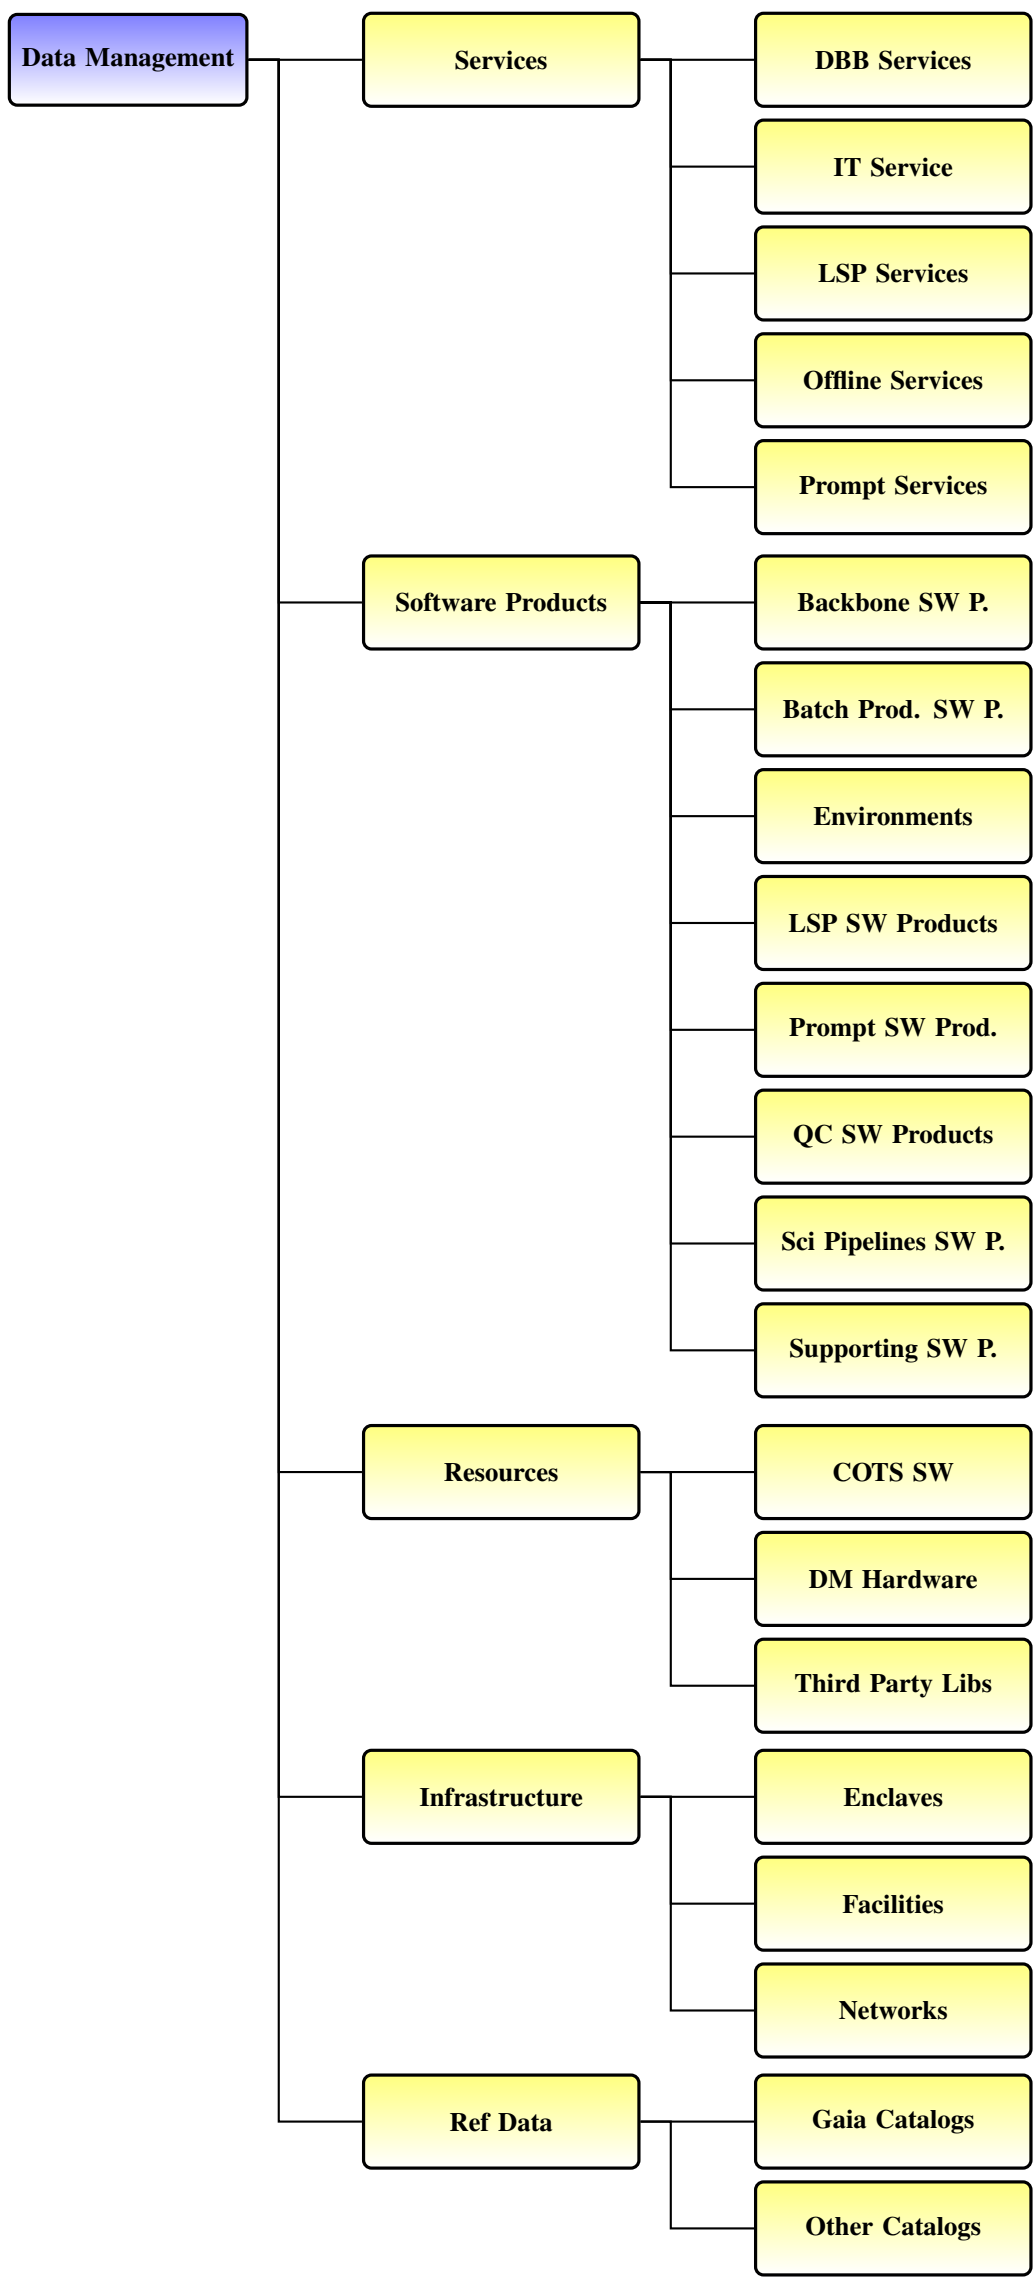 Data Management
Services
DBB Services
IT Service
LSP Services
Offline Services
Prompt Services
Software Products
Backbone SW P.
Batch Prod. SW P.
Environments
LSP SW Products
Prompt SW Prod.
QC SW Products
Sci Pipelines SW P.
Supporting SW P.
Resources
COTS SW
DM Hardware
Third Party Libs
Infrastructure
Enclaves
Facilities
Networks
Ref Data
Gaia Catalogs
Other Catalogs